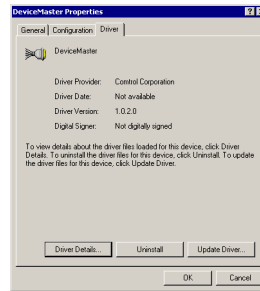 DeviceMaster Properties
General Configuration Driver
DeviceMaster
Driver Provider: Comtrol Corporation
Driver Date: Not available
Driver Version: 1.0.2.0
Digital Signer: Not digitally signed
To view details about the driver files loaded for this device, click Driver
Details. To uninstall the driver files for this device, click Uninstall. To update
the driver files for this device, click Update Driver.
Driver Details... Uninstall Update Driver...
OK Cancel